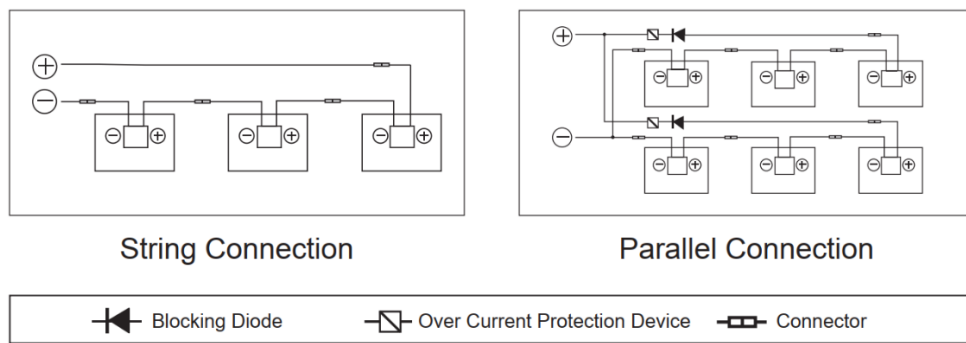 String Connection
Parallel Connection
Blocking Diode
Over Current Protection Device
Connector